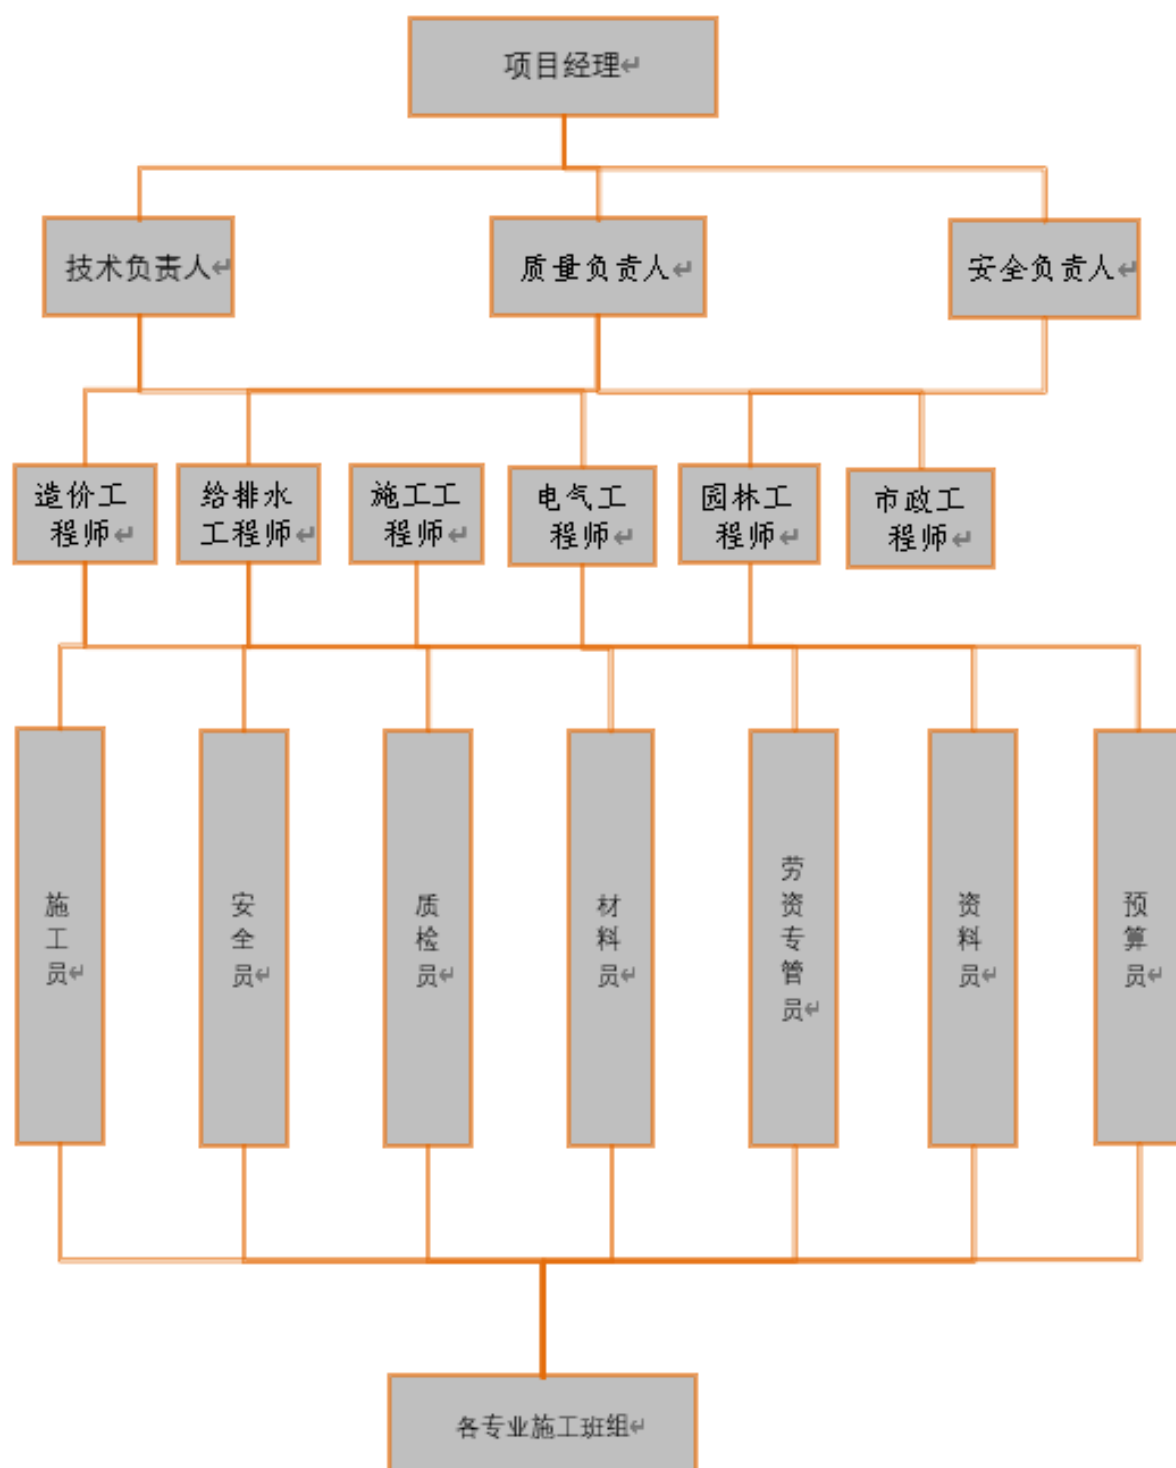 项目经理↵
技术负责人↵
质量负责人↵
安全负责人↵
造价工
程师↵
给排水
工程师↵
施工工
程师↵
电气工
程师↵
园林工
程师↵
市政工
程师↵
施
工
员↵
安
全
员↵
质
检
员↵
材
料
员↵
劳
资
专
管
员↵
资
料
员↵
预
算
员↵
各专业施工班组↵